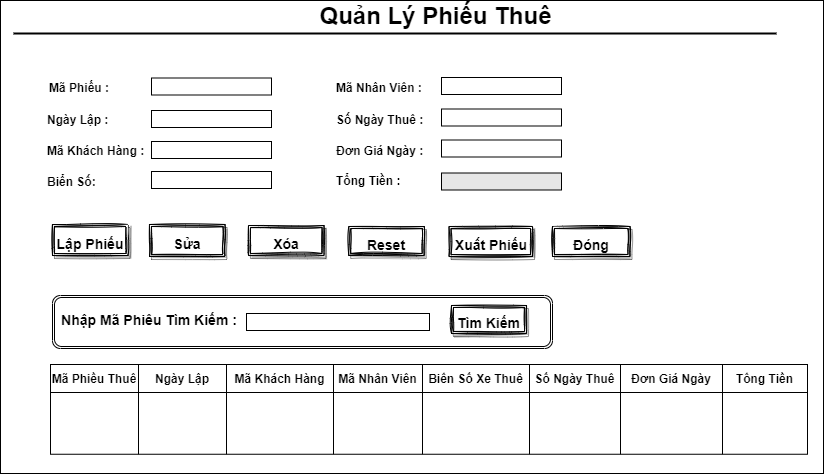 Quản Lý Phiếu Thuê
Mã Phiếu : Mã Nhân Viên :
Ngày Lập : Số Ngày Thuê :
Mã Khách Hàng : Đơn Giá Ngày :
Biển Số: Tổng Tiền :
Lập Phiếu Sửa Xóa Reset Xuất Phiếu Đóng
Nhập Mã Phiêu Tìm Kiếm : Tìm Kiếm
Mã Phiếu Thuê Ngày Lập Mã Khách Hàng Mã Nhân Viên Biển Số Xe Thuê Số Ngày Thuê Đơn Giá Ngày Tông Tiền